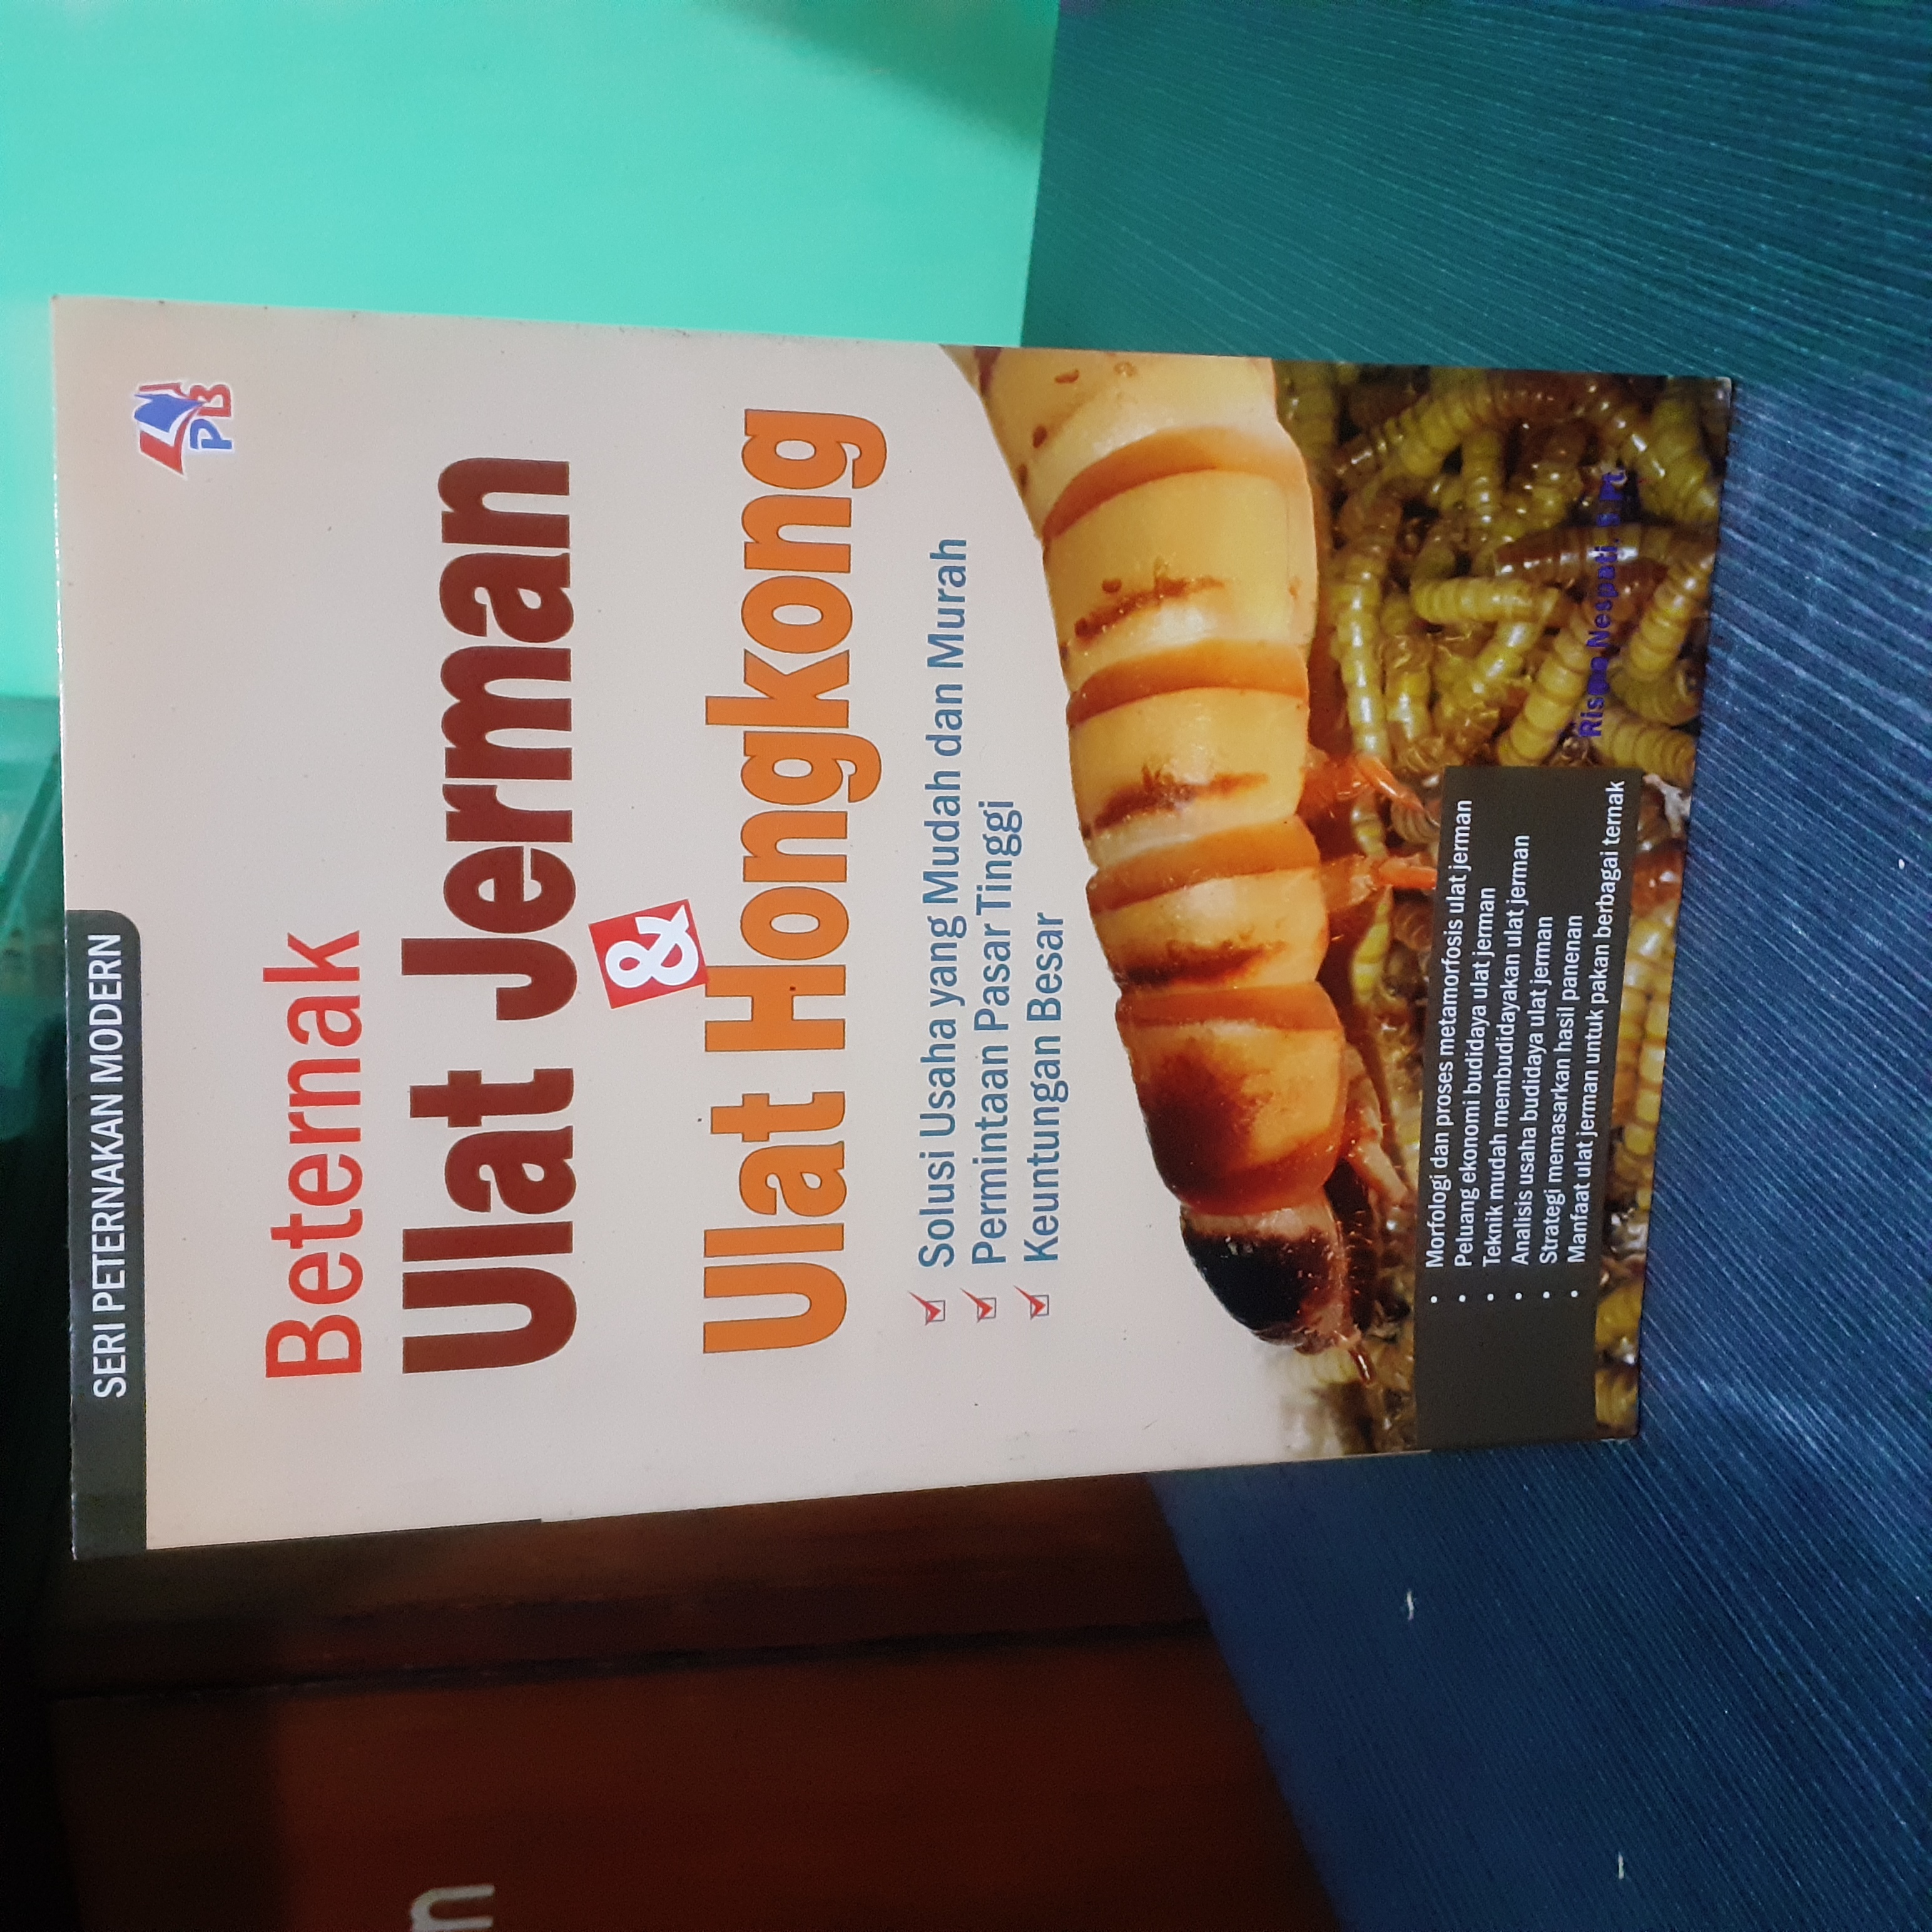 SERI PETERNAKAN MODERN
PB
Beternak
Ulat Jerman
&
Ulat Hongkong
Solusi Usaha yang Mudah dan Murah
Permintaan Pasar Tinggi
Keuntungan Besar
• Morfologi dan proses metamorfosis ulat jerman
• Peluang ekonomi budidaya ulat jerman
• Teknik mudah membudidayakan ulat jerman
• Analisis usaha budidaya ulat jerman
• Strategi memasarkan hasil panenan
• Manfaat ulat jerman untuk pakan berbagai ternak
Nespati, S.Pt
n